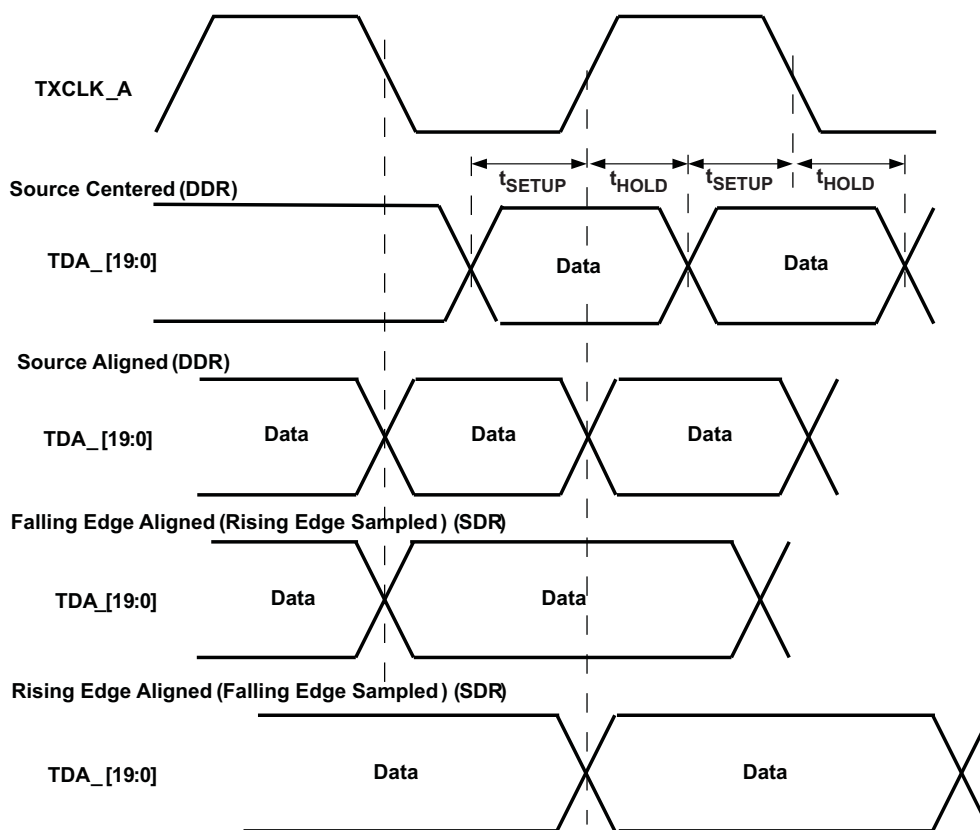 TXCLK_A
tSETUP tHOLD tSETUP tHOLD
Source Centered (DDR)
TDA_ [19:0] Data Data
Source Aligned (DDR)
TDA_ [19:0] Data Data Data
Falling Edge Aligned (Rising Edge Sampled) (SDR)
TDA_[19:0] Data Data
Rising Edge Aligned (Falling Edge Sampled) (SDR)
TDA_ [19:0] Data Data